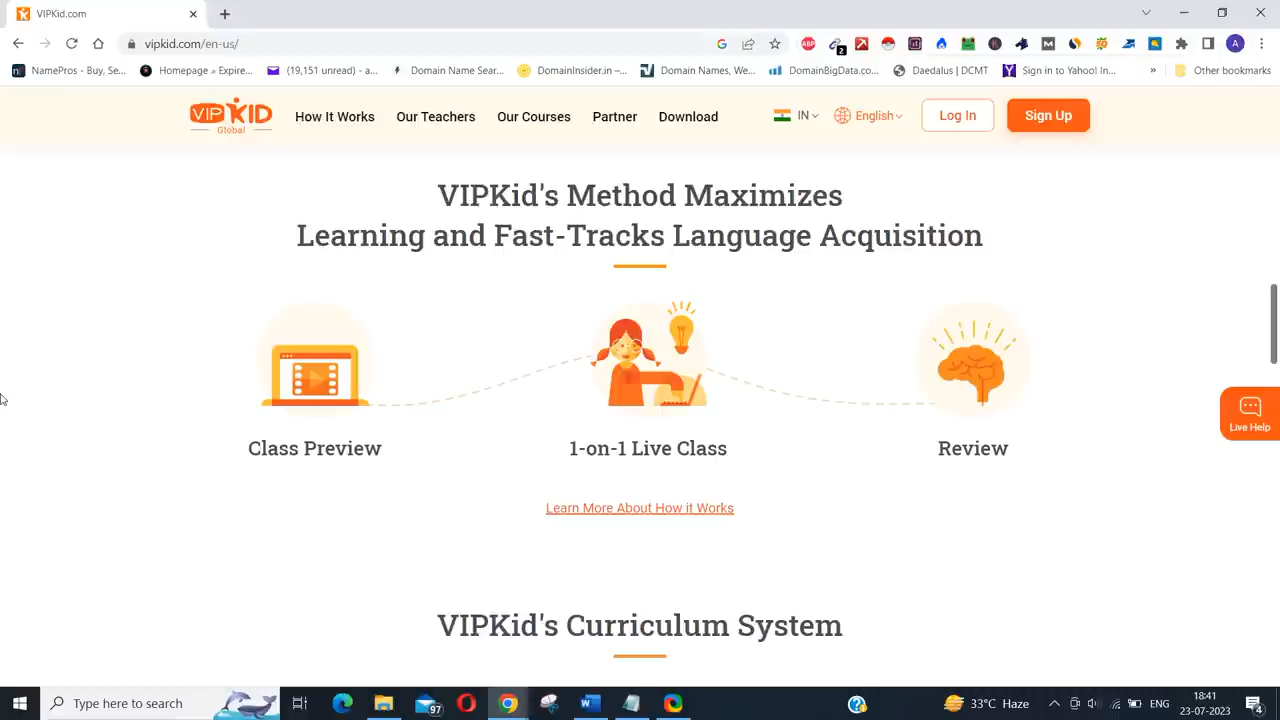 VIPKid.com
vipkid.com/en-us/
ABP
2
A
NamePros - Buy, Se...
Homepage » Expire...
(19,151 unread) - a...
Domain Name Sear...
DomainInsider.in –...
Domain Names, We...
DomainBigData.co...
Daedalus | DCMT
Sign in to Yahoo! In...
»
Other bookmarks
VIPKID
Global
How It Works
Our Teachers
Our Courses
Partner
Download
IN
English
Log In
Sign Up
VIPKid's Method Maximizes
Learning and Fast-Tracks Language Acquisition
Class Preview
1-on-1 Live Class
Review
Live Help
Learn More About How it Works
VIPKid's Curriculum System
Type here to search
97
33°C Haze
ENG
18:41
23-07-2023
4